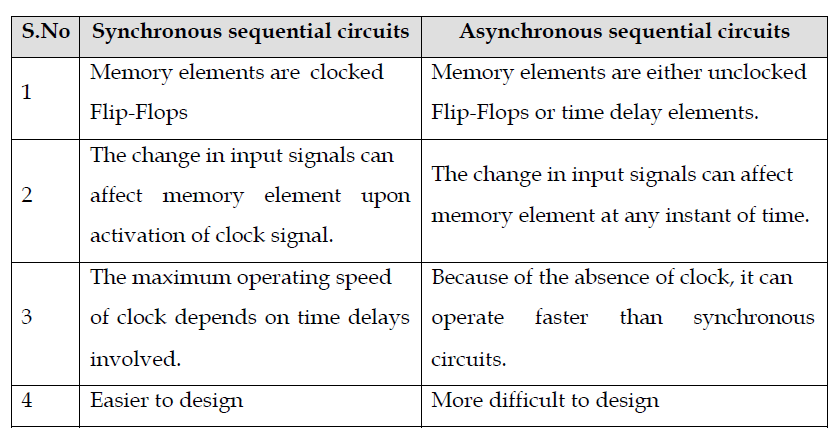 S.No Synchronous sequential circuits Asynchronous sequential circuits
1
Memory elements are clocked
Flip-Flops
Memory elements are either unclocked
Flip-Flops or time delay elements.
2
The change in input signals can
affect memory element upon
activation of clock signal.
The change in input signals can affect
memory element at any instant of time.
3
The maximum operating speed
of clock depends on time delays
involved.
Because of the absence of clock, it can
operate faster than synchronous
circuits.
4
Easier to design
More difficult to design